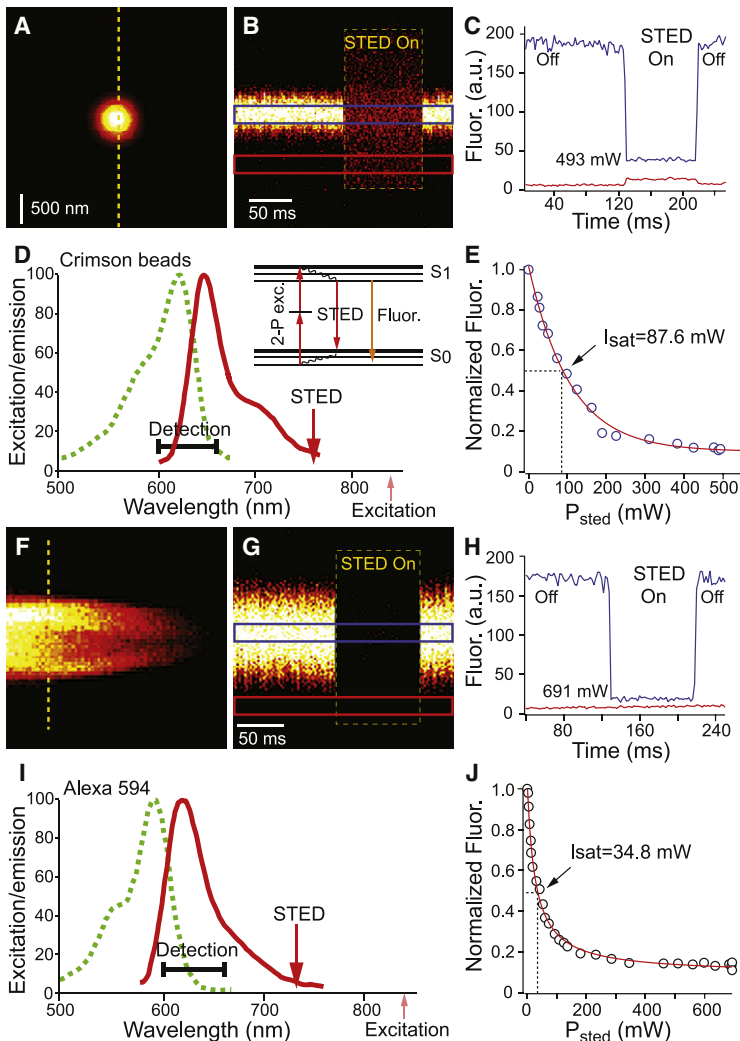 A
500 nm
B
STED On
50 ms
C
Fluor. (a.u.)
200
150
100
50
0
Off
STED
On
Off
493 mW
40
120
200
Time (ms)
D
Crimson beads
Excitation/emission
100
80
60
40
20
0
S1
2-P exc.
STED
Fluor.
S0
STED
Detection
500
600
700
800
Wavelength (nm)
Excitation
E
Normalized Fluor.
1.0
0.8
0.6
0.4
0.2
0
Isat=87.6 mW
0
100
200
300
400
500
Psted (mW)
F
G
STED On
50 ms
H
Fluor. (a.u.)
200
150
100
50
0
Off
STED
On
Off
691 mW
80
160
240
Time (ms)
I
Alexa 594
Excitation/emission
100
80
60
40
20
0
STED
Detection
500
600
700
800
Wavelength (nm)
Excitation
J
Normalized Fluor.
1.0
0.8
0.6
0.4
0.2
0
Isat=34.8 mW
0
200
400
600
Psted (mW)